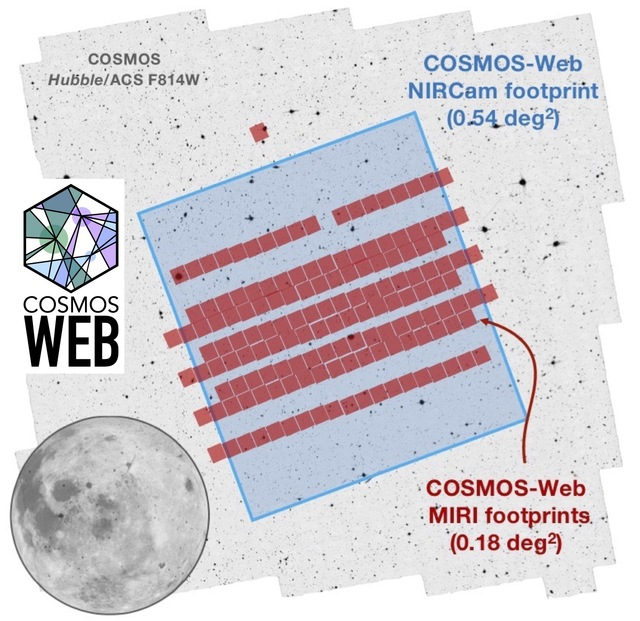 COSMOS
Hubble/ACS F814W
COSMOS-Web
NIRCam footprint
(0.54 deg²)
COSMOS
WEB
COSMOS-Web
MIRI footprints
(0.18 deg²)